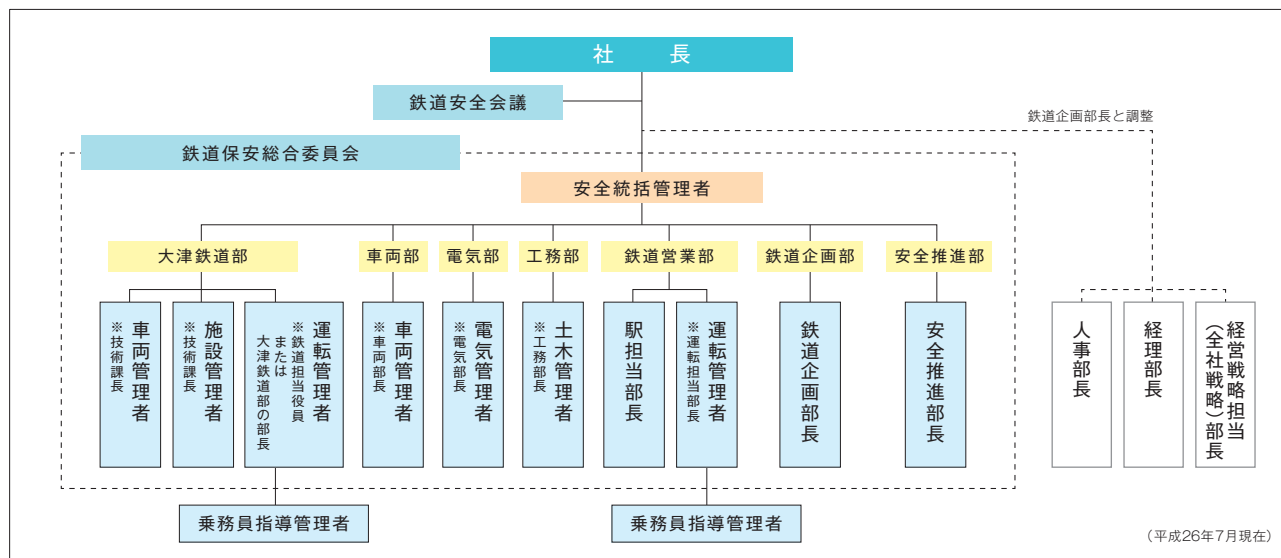 社長
鉄道安全会議
鉄道企画部長と調整
鉄道保安総合委員会
安全統括管理者
大津鉄道部
車両部
電気部
工務部
鉄道営業部
鉄道企画部
安全推進部
車両管理者
※技術課長
施設管理者
※技術課長
運転管理者
※鉄道担当役員
または
大津鉄道部の部長
車両管理者
※車両部長
電気管理者
※電気部長
土木管理者
※工務部長
駅担当部長
運転管理者
※運転担当部長
鉄道企画部長
安全推進部長
人事部長
経理部長
経営戦略担当
(全社戦略)部長
乗務員指導管理者
乗務員指導管理者
(平成26年7月現在)